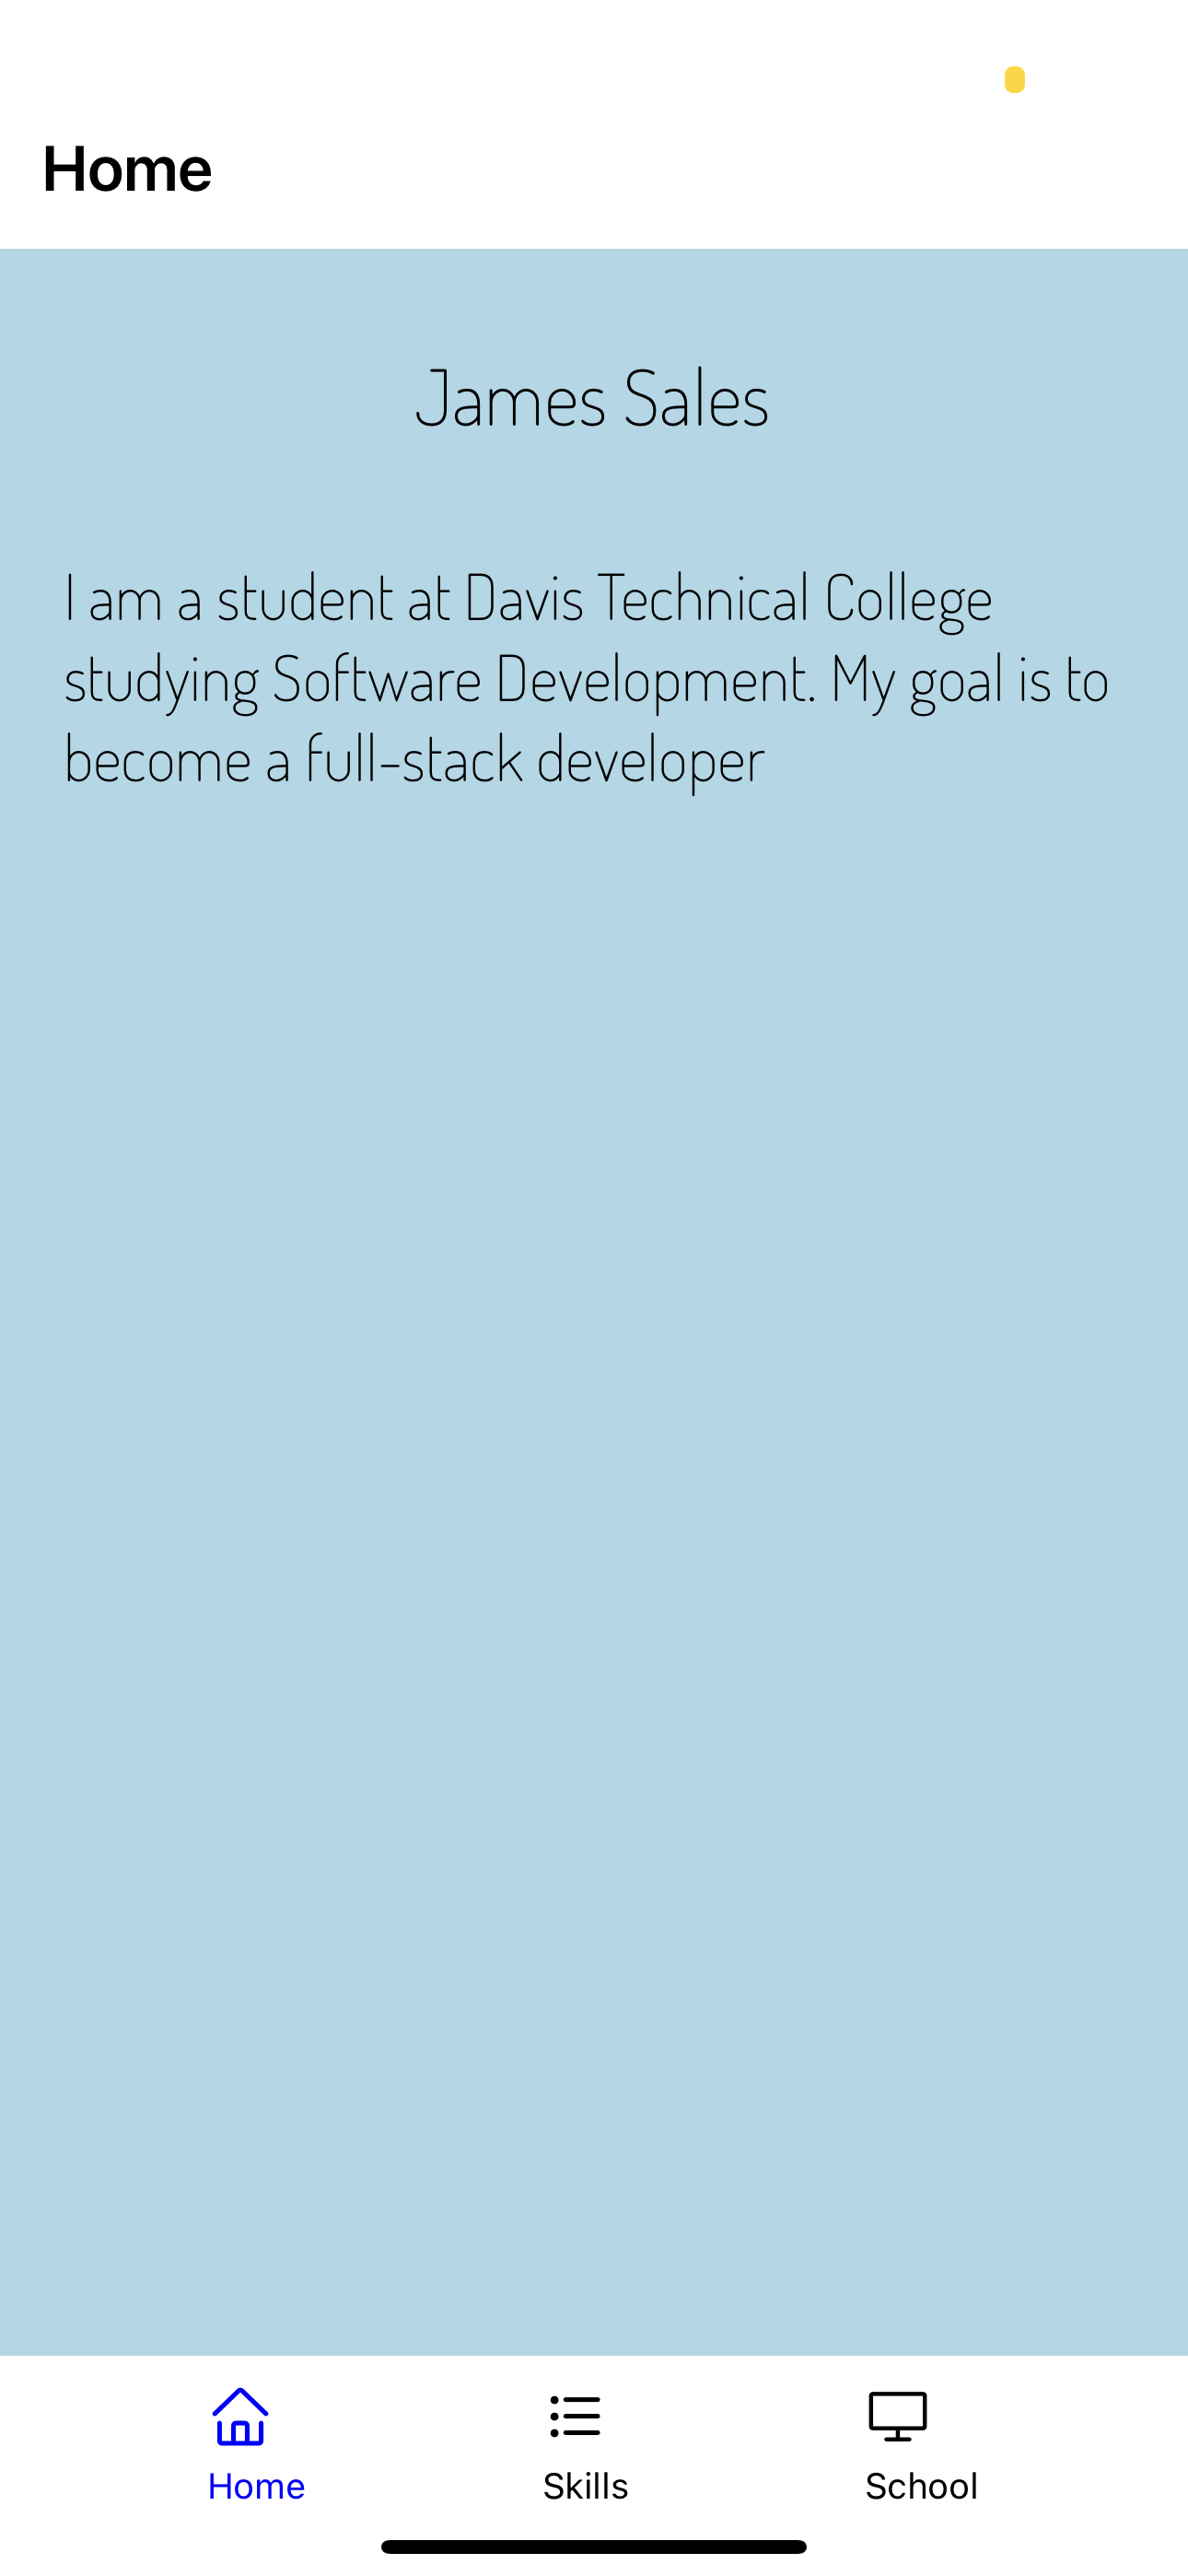 Home
James Sales
I am a student at Davis Technical College
studying Software Development. My goal is to
become a full-stack developer
Home
Skills
School